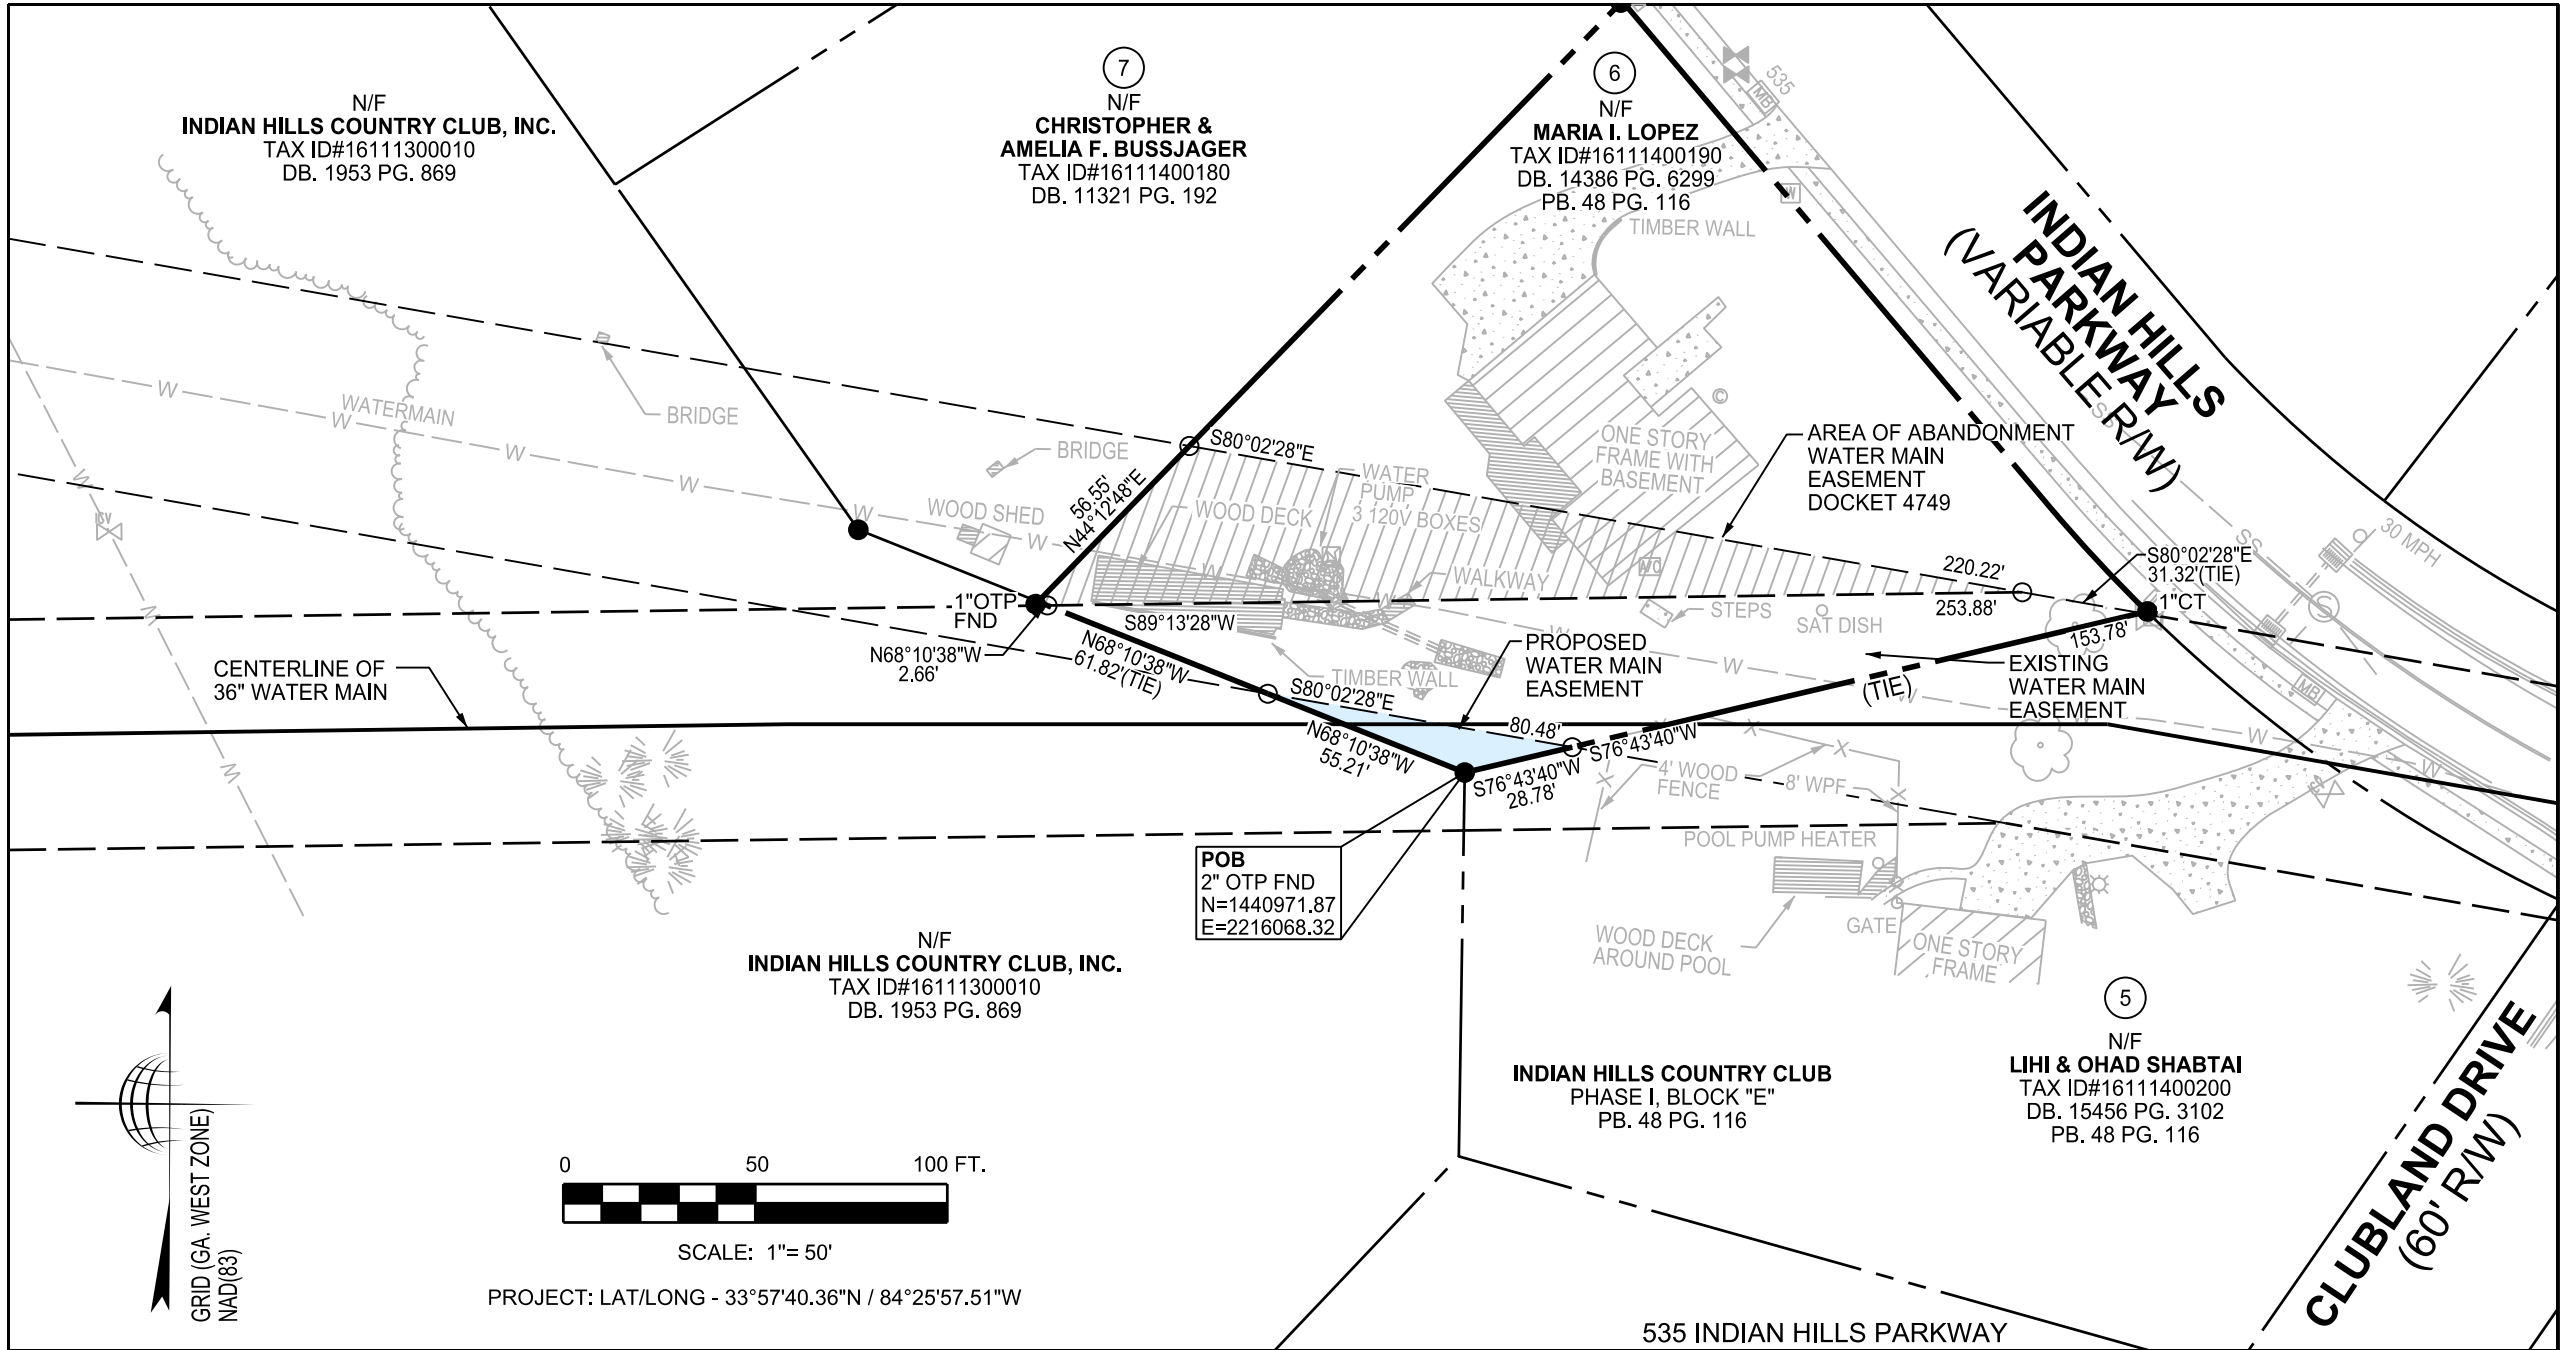 7
N/F
CHRISTOPHER &
AMELIA F. BUSSJAGER
TAX ID#16111400180
DB. 11321 PG. 192
6
N/F
MARIA I. LOPEZ
TAX ID#16111400190
DB. 14386 PG. 6299
PB. 48 PG. 116
N/F
INDIAN HILLS COUNTRY CLUB, INC.
TAX ID#16111300010
DB. 1953 PG. 869
535
MB
W
TIMBER WALL
INDIAN HILLS
PARKWAY
(VARIABLE R/W)
SS
W
WATERMAIN
W
W
W
W
W
W
BRIDGE
BRIDGE
WOOD SHED
S80°02'28"E
56.55'
N44°12'48"E
WOOD DECK
WATER
PUMP
3 120V BOXES
ONE STORY
FRAME WITH
BASEMENT
C
AREA OF ABANDONMENT
WATER MAIN
EASEMENT
DOCKET 4749
30 MPH
SS
C
W
ISV
A/C
WALKWAY
W
220.22'
253.88'
S80°02'28"E
31.32'(TIE)
1"CT
1"OTP
FND
S89°13'28"W
STEPS
SAT DISH
153.78'
N68°10'38"W
2.66'
N68°10'38"W
61.82'(TIE)
TIMBER WALL
PROPOSED
WATER MAIN
EASEMENT
W
W
EXISTING
WATER MAIN
EASEMENT
(TIE)
W
MB
CENTERLINE OF
36" WATER MAIN
S80°02'28"E
80.48'
N68°10'38"W
55.21'
S76°43'40"W
S76°43'40"W
28.78'
X
X
X
X
W
W
W
W
4' WOOD
FENCE
8' WPF
POOL PUMP HEATER
POB
2" OTP FND
N=1440971.87
E=2216068.32
GATE
WOOD DECK
AROUND POOL
ONE STORY
FRAME
N/F
INDIAN HILLS COUNTRY CLUB, INC.
TAX ID#16111300010
DB. 1953 PG. 869
5
N/F
LIHI & OHAD SHABTAI
TAX ID#16111400200
DB. 15456 PG. 3102
PB. 48 PG. 116
INDIAN HILLS COUNTRY CLUB
PHASE I, BLOCK "E"
PB. 48 PG. 116
CLUBLAND DRIVE
(60' R/W)
GRID (GA. WEST ZONE)
NAD(83)
0 50 100 FT.
SCALE: 1"= 50'
PROJECT: LAT/LONG - 33°57'40.36"N / 84°25'57.51"W
535 INDIAN HILLS PARKWAY